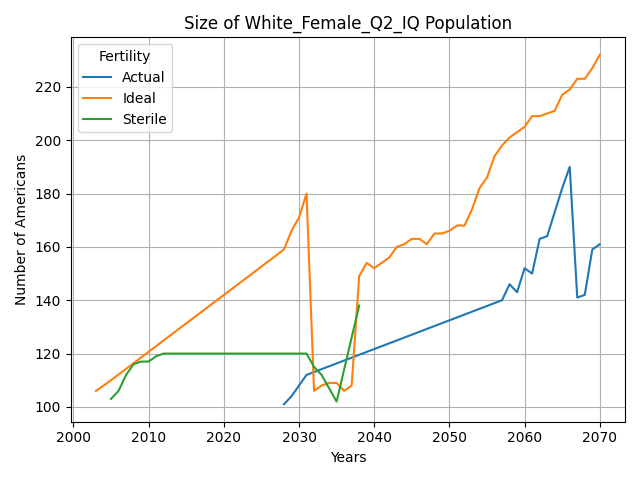 Size of White_Female_Q2_IQ Population
Fertility
Actual
Ideal
Sterile
Number of Americans
220
200
180
160
140
120
100
2000 2010 2020 2030 2040 2050 2060 2070
Years